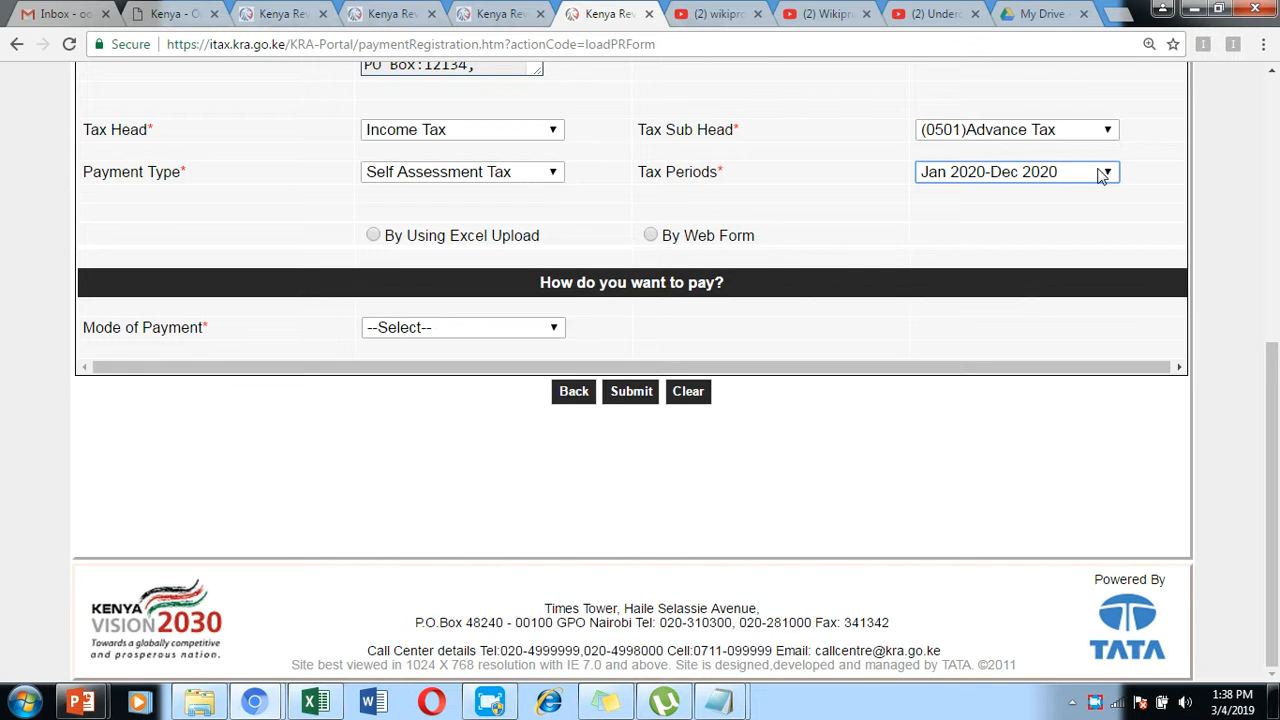 Inbox - oc
Kenya - C
Kenya Rev
Kenya Rev
Kenya Rev
Kenya Rev
(2) wikipro
(2) Wikipr
(2) Underc
My Drive -
Secure
https://itax.kra.go.ke/KRA-Portal/paymentRegistration.htm?actionCode=loadPRForm
PO Box:12134,
Tax Head* Income Tax Tax Sub Head* (0501)Advance Tax
Payment Type* Self Assessment Tax Tax Periods* Jan 2020-Dec 2020
By Using Excel Upload By Web Form
How do you want to pay?
Mode of Payment* --Select--
Back Submit Clear
KENYA
VISION 2030
Towards a globally competitive
and prosperous nation.
Times Tower, Haile Selassie Avenue,
P.O.Box 48240 - 00100 GPO Nairobi Tel: 020-310300, 020-281000 Fax: 341342
Call Center details Tel:020-4999999,020-4998000 Cell:0711-099999 Email: callcentre@kra.go.ke
Site best viewed in 1024 X 768 resolution with IE 7.0 and above. Site is designed,developed and managed by TATA. ©2011
Powered By
TATA
1:38 PM
3/4/2019